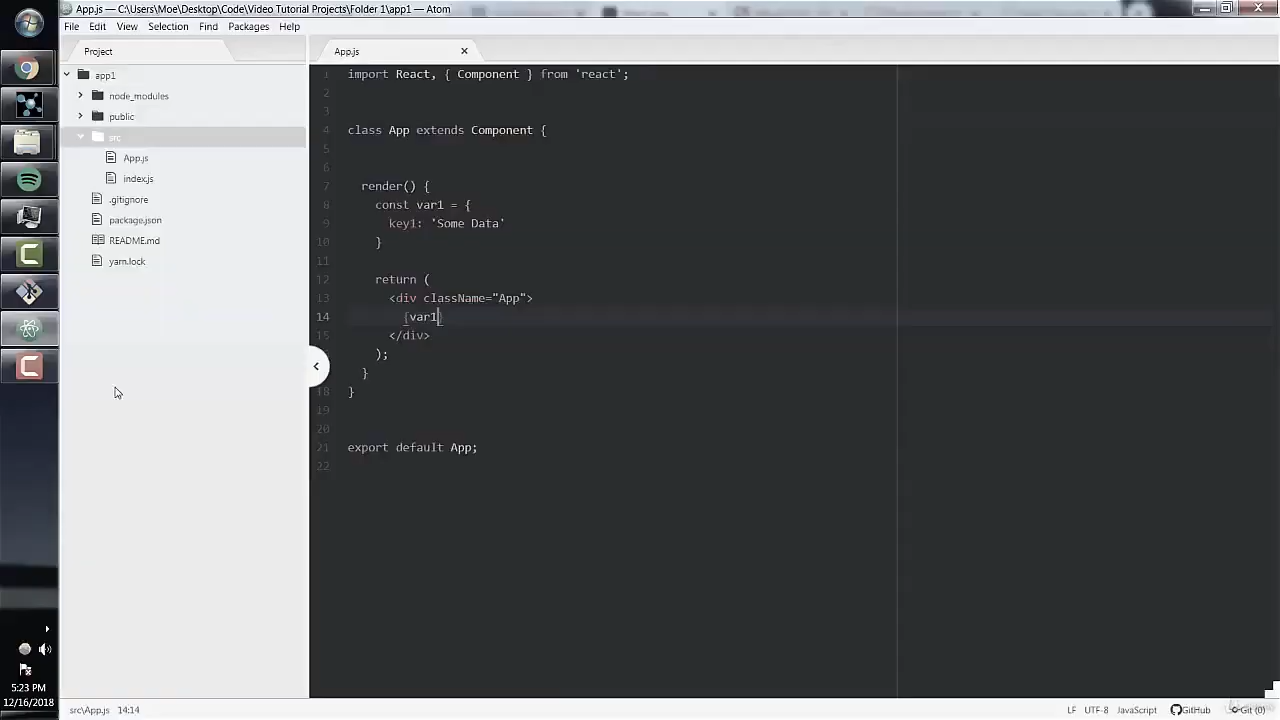 App.js — C:\Users\Moe\Desktop\Code\Video Tutorial Projects\Folder 1\app1 — Atom
File Edit View Selection Find Packages Help
Project
App.js
app1
node_modules
public
src
App.js
index.js
.gitignore
package.json
README.md
yarn.lock
1 import React, { Component } from 'react';
2
3
4 class App extends Component {
5
6
7 render() {
8 const var1 = {
9 key1: 'Some Data'
10 }
11
12 return (
13 <div className="App">
14 {var1}
15 </div>
);
}
18 }
19
20
21 export default App;
22
5:23 PM
12/16/2018
src\App.js 14:14
LF UTF-8 JavaScript GitHub Git (0)